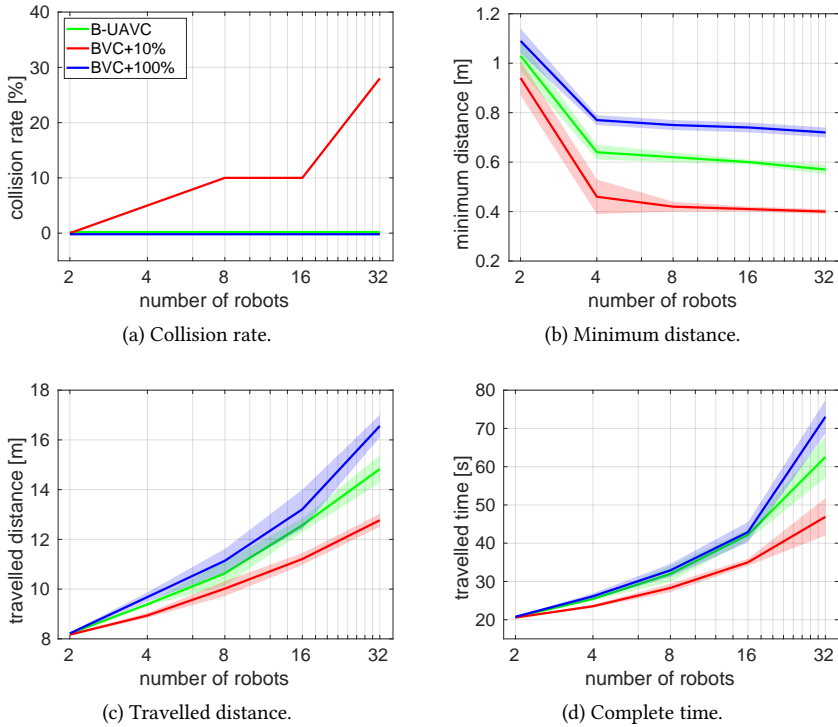 40
30
20
10
0
collision rate [%]
B-UAVC
BVC+10%
BVC+100%
2 4 8 16 32
number of robots
(a) Collision rate.
1.2
1
0.8
0.6
0.4
0.2
minimum distance [m]
2 4 8 16 32
number of robots
(b) Minimum distance.
18
16
14
12
10
8
travelled distance [m]
2 4 8 16 32
number of robots
(c) Travelled distance.
80
70
60
50
40
30
20
travelled time [s]
2 4 8 16 32
number of robots
(d) Complete time.